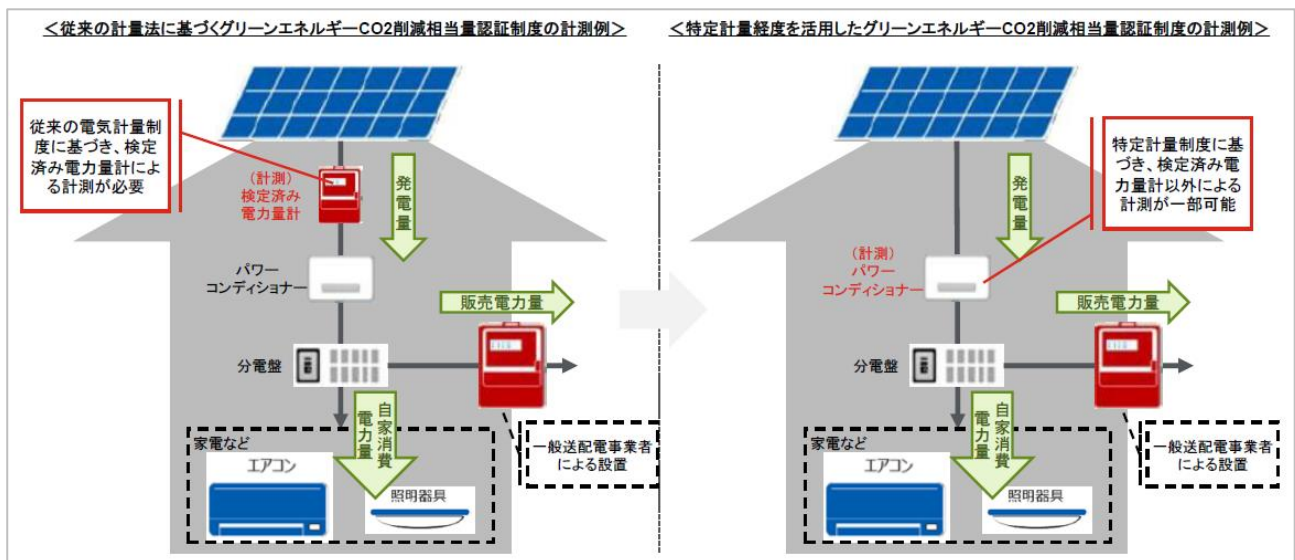 <従来の計量法に基づくグリーンエネルギーCO2削減相当量認証制度の計測例>
従来の電気計量制
度に基づき、検定
済み電力量計によ
る計測が必要
(計測)
検定済み
電力量計
発電量
パワー
コンディショナー
販売電力量
分電盤
自家消費
電力量
家電など
エアコン
照明器具
一般送配電事業者
による設置
<特定計量経度を活用したグリーンエネルギーCO2削減相当量認証制度の計測例>
特定計量制度に基
づき、検定済み電
力量計以外による
計測が一部可能
発電量
(計測)
パワー
コンディショナー
販売電力量
分電盤
自家消費
電力量
家電など
エアコン
照明器具
一般送配電事業者
による設置